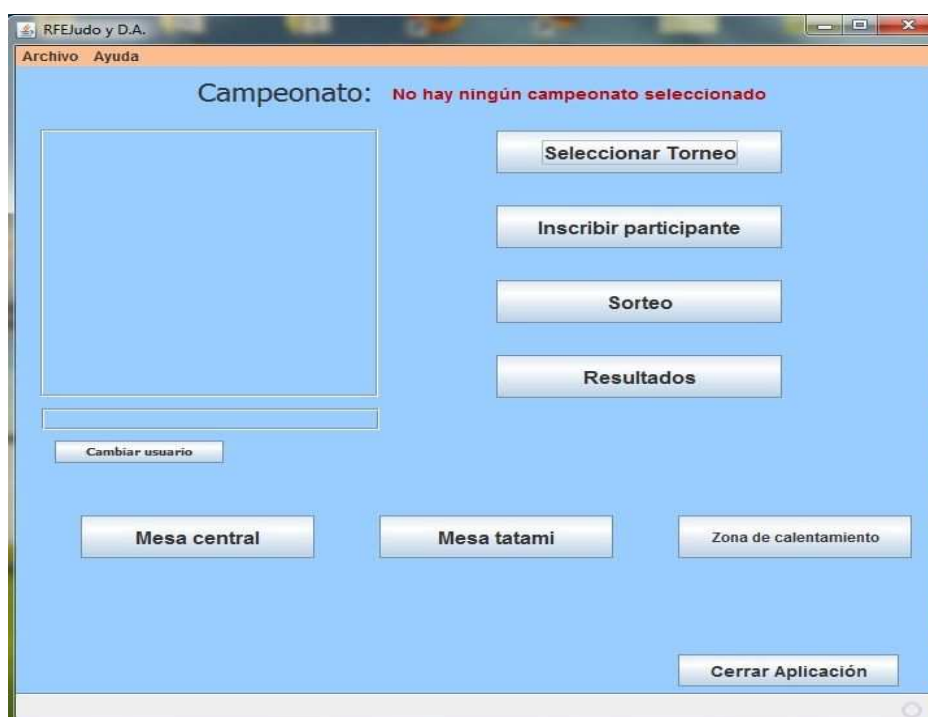 RFEJudo y D.A.
Archivo Ayuda
Campeonato: No hay ningún campeonato seleccionado
Seleccionar Torneo
Inscribir participante
Sorteo
Resultados
Cambiar usuario
Mesa central Mesa tatami Zona de calentamiento
Cerrar Aplicación